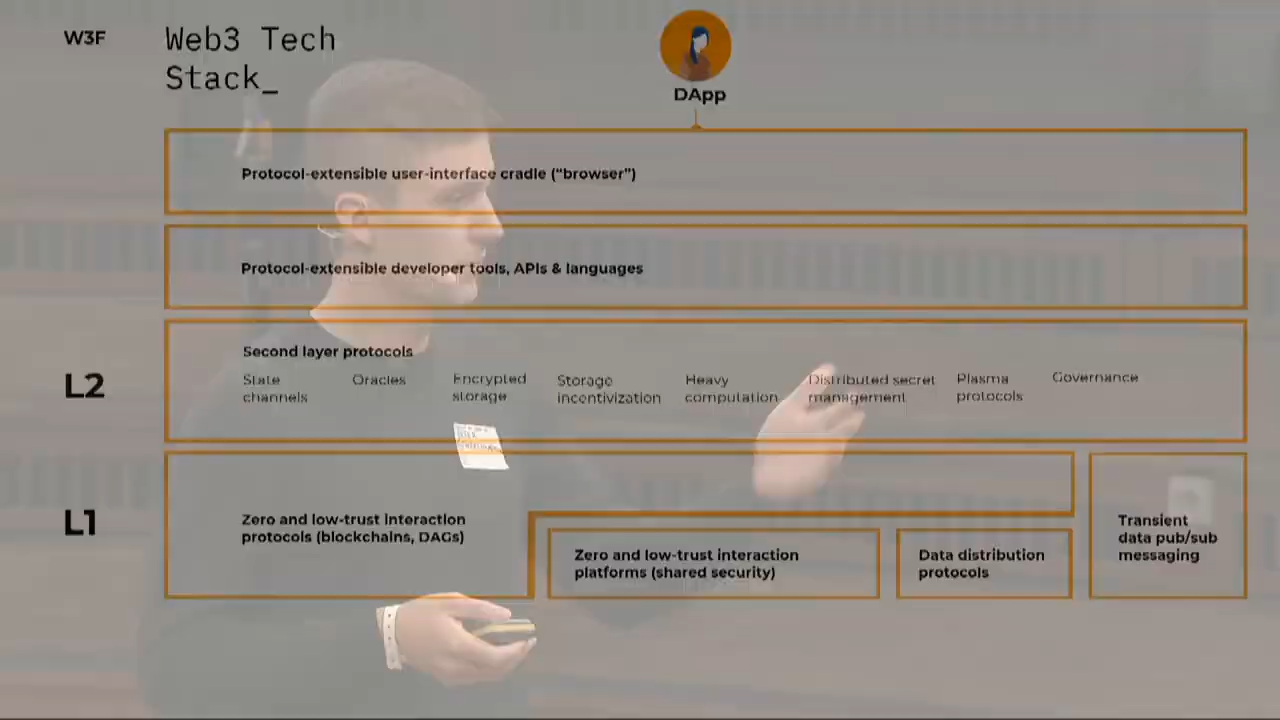 W3F
Web3 Tech
Stack_
DApp
Protocol-extensible user-interface cradle ("browser")
Protocol-extensible developer tools, APIs & languages
L2
Second layer protocols
State
channels
Oracles
Encrypted
storage
Storage
incentivization
Heavy
computation
Distributed secret
management
Plasma
protocols
Governance
L1
Zero and low-trust interaction
protocols (blockchains, DAGs)
Zero and low-trust interaction
platforms (shared security)
Data distribution
protocols
Transient
data pub/sub
messaging